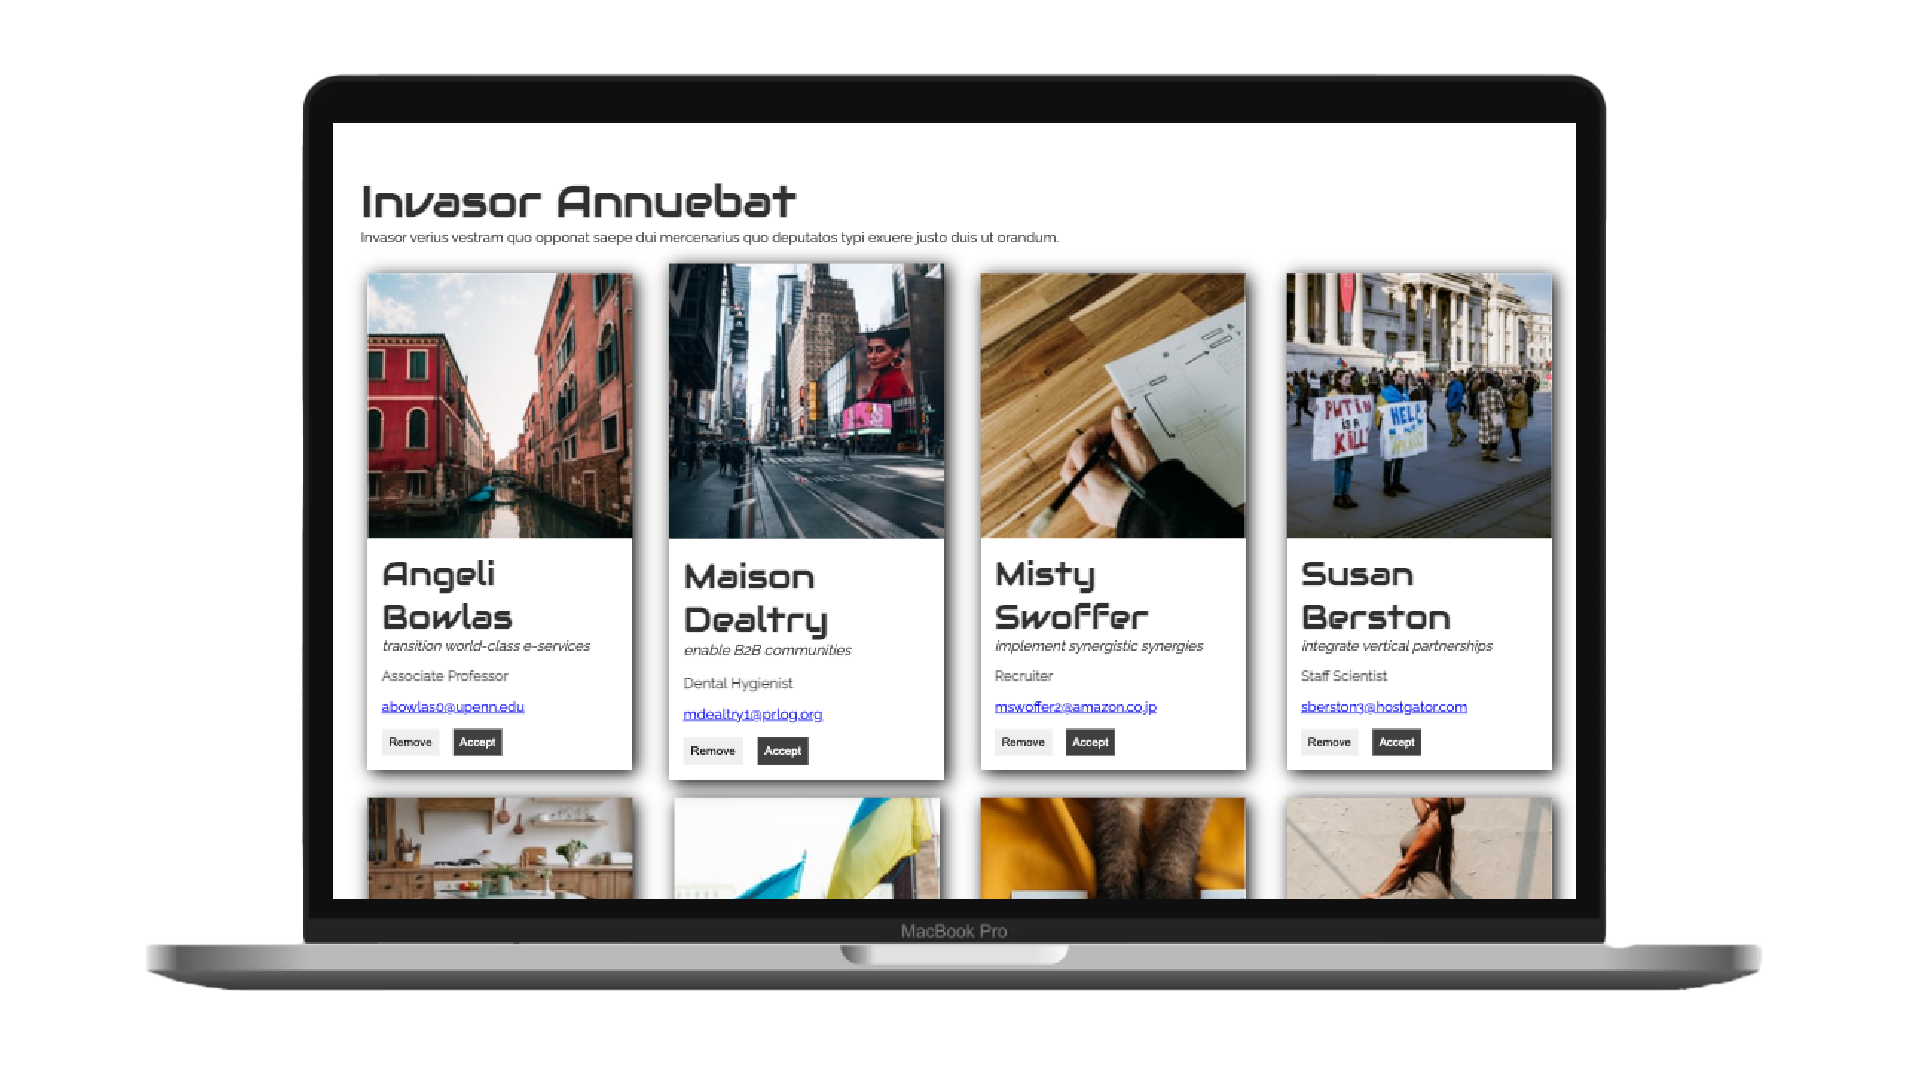 Invasor Annuebat
Invasor verius vestram quo opponat saepe dui mercenarius quo deputatos typi exuere justo duis ut orandum.
PUTIN
IS A
KILL
HELP
Angeli
Bowlas
transition world-class e-services
Associate Professor
abowlas0@upenn.edu
Remove Accept
Maison
Dealtry
enable B2B communities
Dental Hygienist
mdealtry1@prlog.org
Remove Accept
Misty
Swoffer
implement synergistic synergies
Recruiter
mswoffer2@amazon.co.jp
Remove Accept
Susan
Berston
integrate vertical partnerships
Staff Scientist
sberston3@hostgator.com
Remove Accept
MacBook Pro